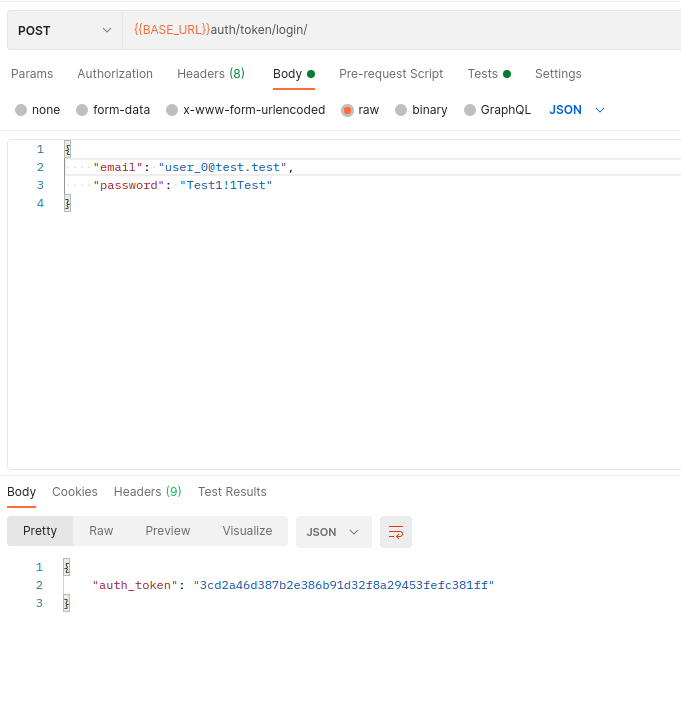 POST {{BASE_URL}}auth/token/login/
Params Authorization Headers (8) Body Pre-request Script Tests Settings
none form-data x-www-form-urlencoded raw binary GraphQL JSON
1 {
2 "email": "user_0@test.test",
3 "password": "Test1!1Test"
4 }
Body Cookies Headers (9) Test Results
Pretty Raw Preview Visualize JSON
1 {
2 "auth_token": "3cd2a46d387b2e386b91d32f8a29453fefc381ff"
3 }